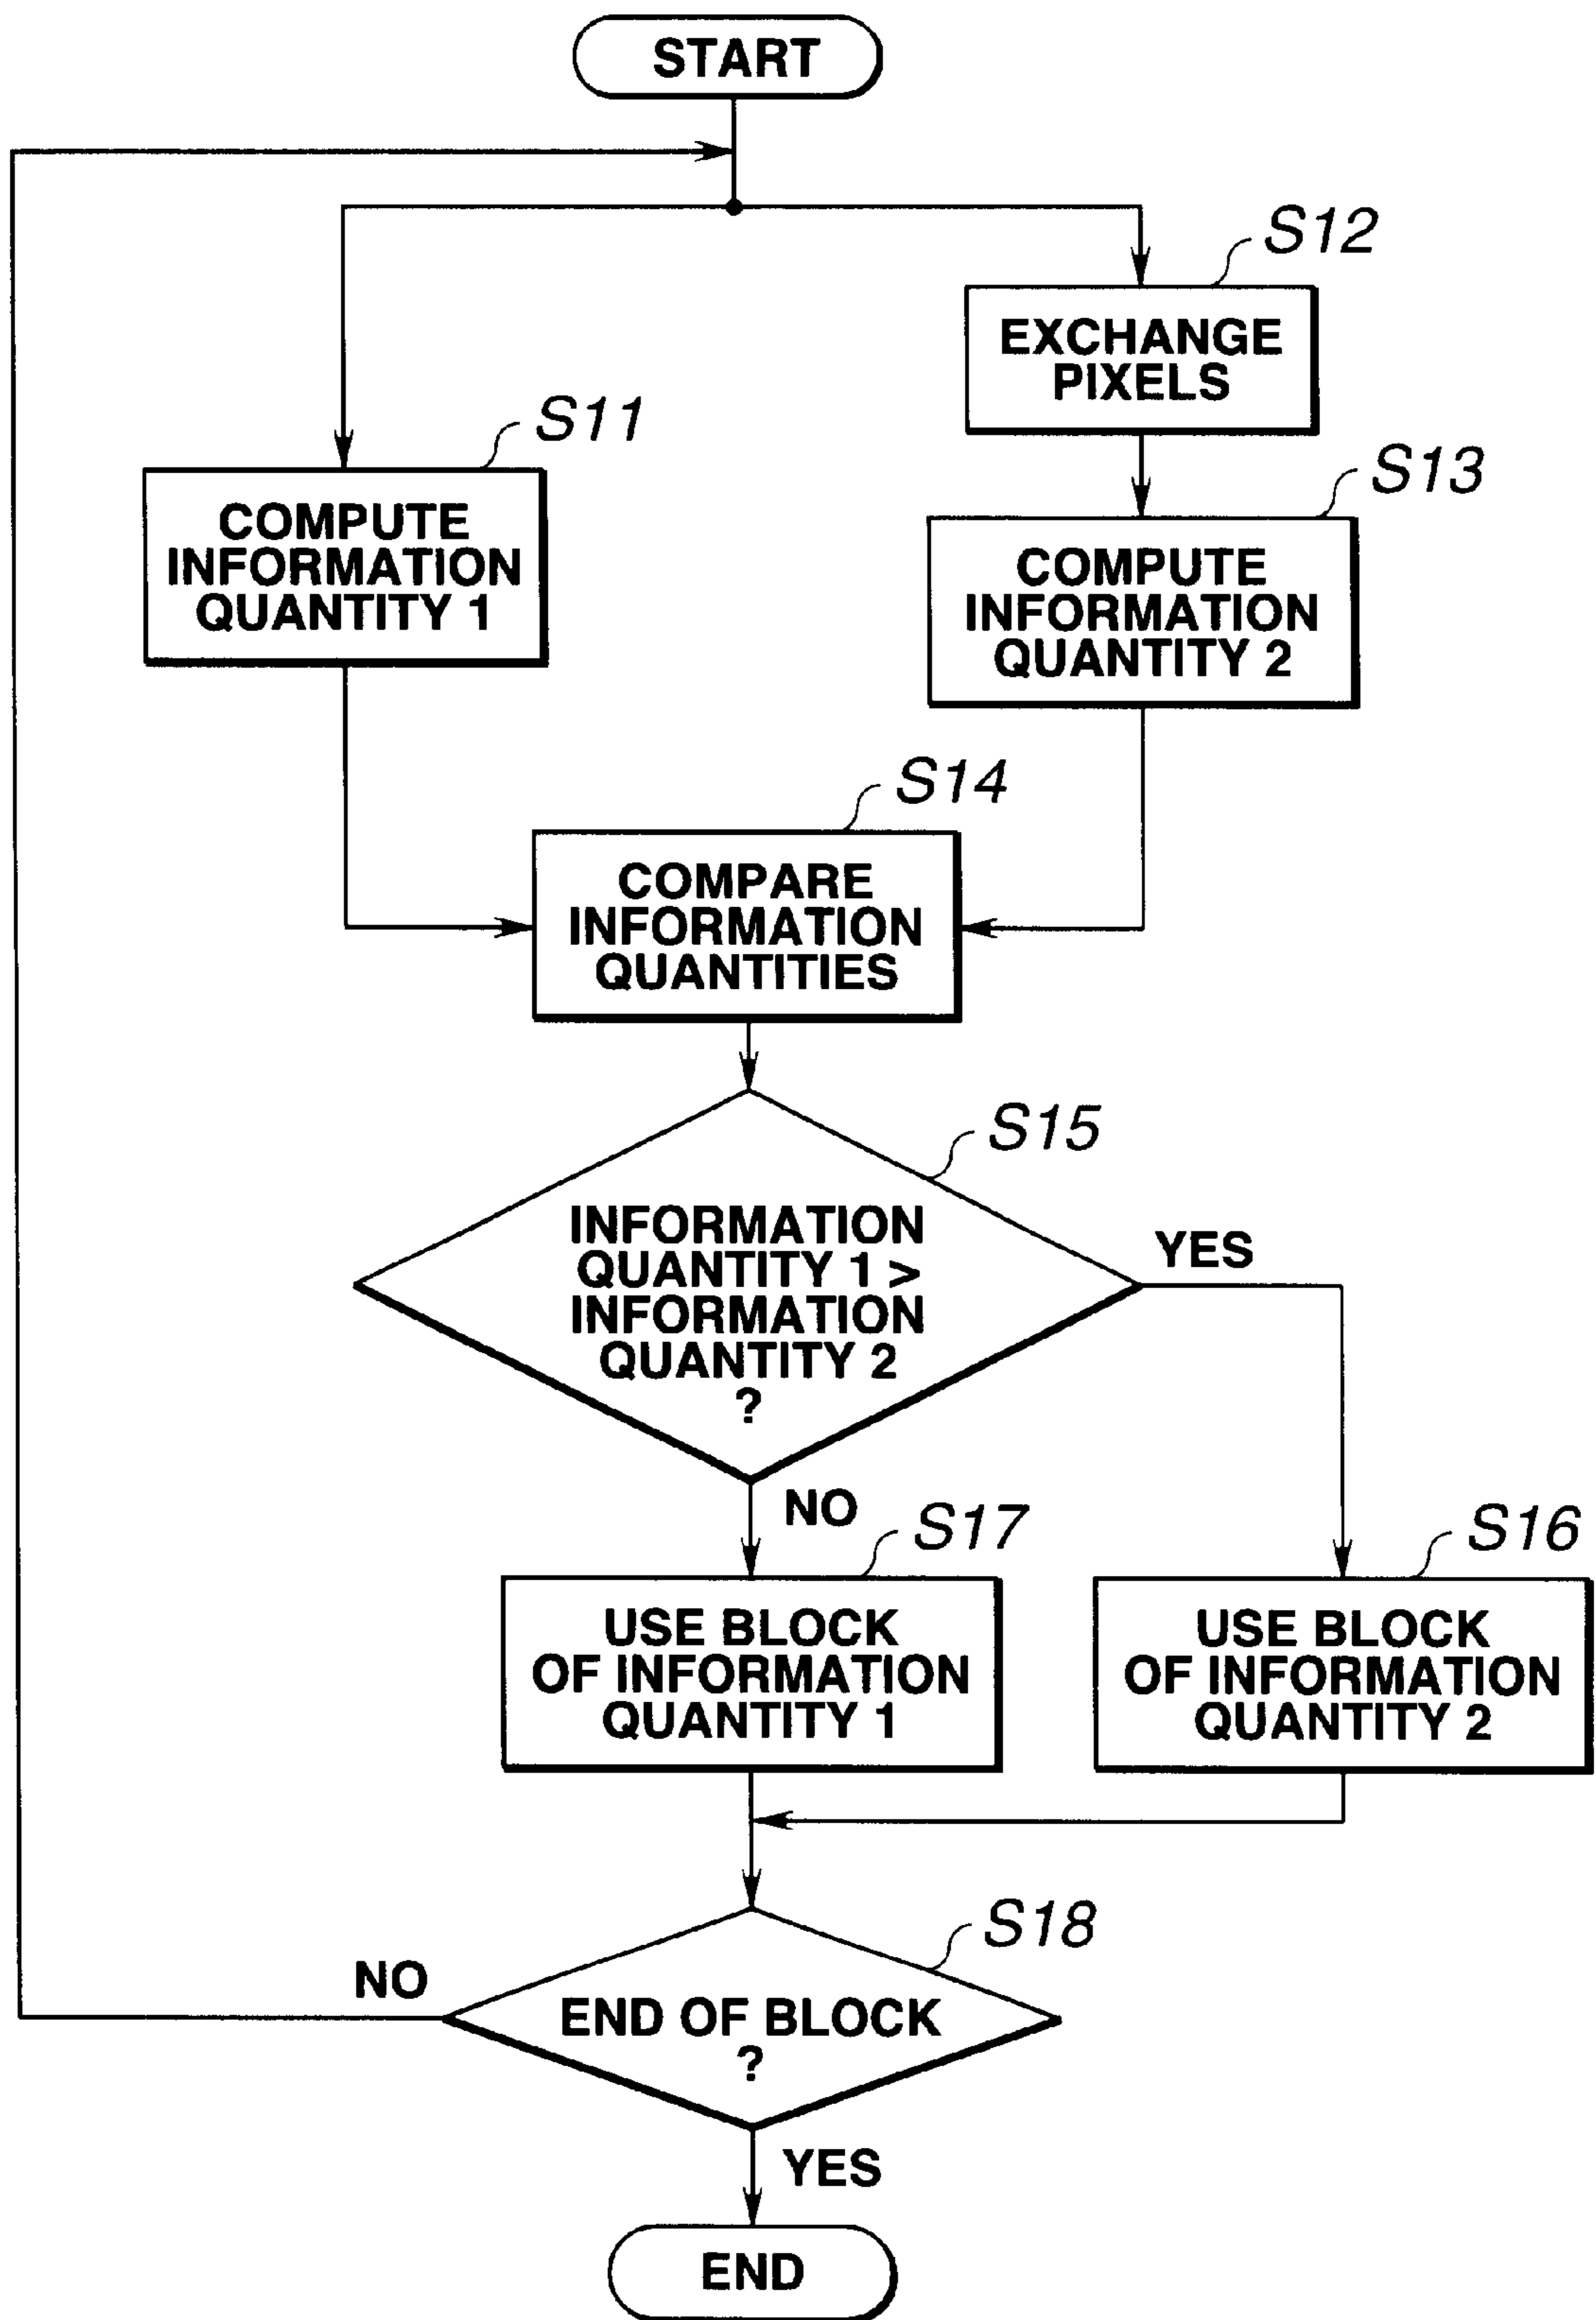 START
S12
EXCHANGE
PIXELS
S11
COMPUTE
INFORMATION
QUANTITY 1
S13
COMPUTE
INFORMATION
QUANTITY 2
S14
COMPARE
INFORMATION
QUANTITIES
S15
INFORMATION
QUANTITY 1 >
INFORMATION
QUANTITY 2
?
YES
NO
S17
USE BLOCK
OF INFORMATION
QUANTITY 1
S16
USE BLOCK
OF INFORMATION
QUANTITY 2
S18
NO
END OF BLOCK
?
YES
END